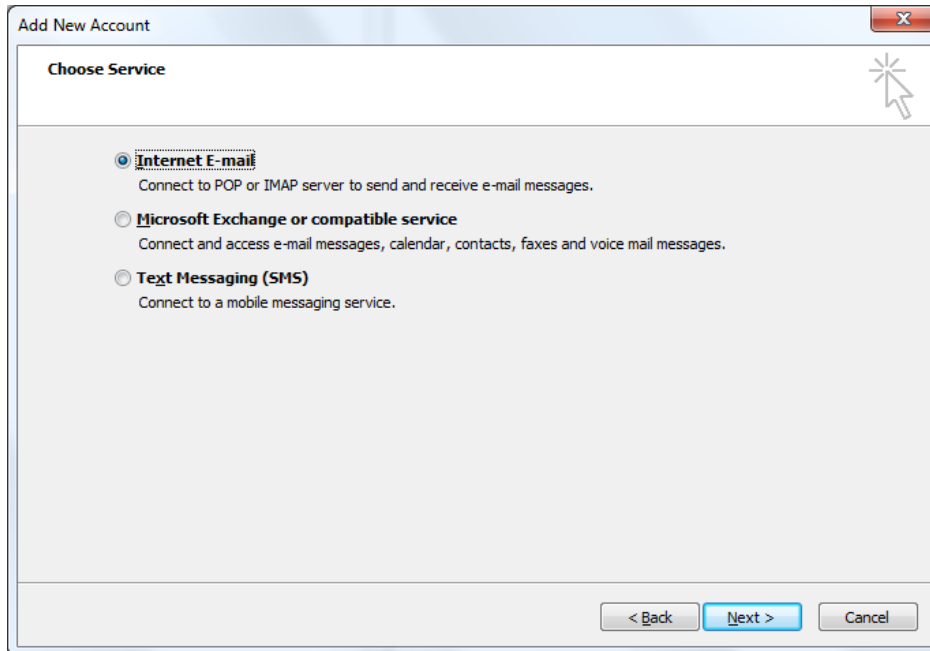 Add New Account
Choose Service
Internet E-mail
Connect to POP or IMAP server to send and receive e-mail messages.
Microsoft Exchange or compatible service
Connect and access e-mail messages, calendar, contacts, faxes and voice mail messages.
Text Messaging (SMS)
Connect to a mobile messaging service.
< Back Next > Cancel